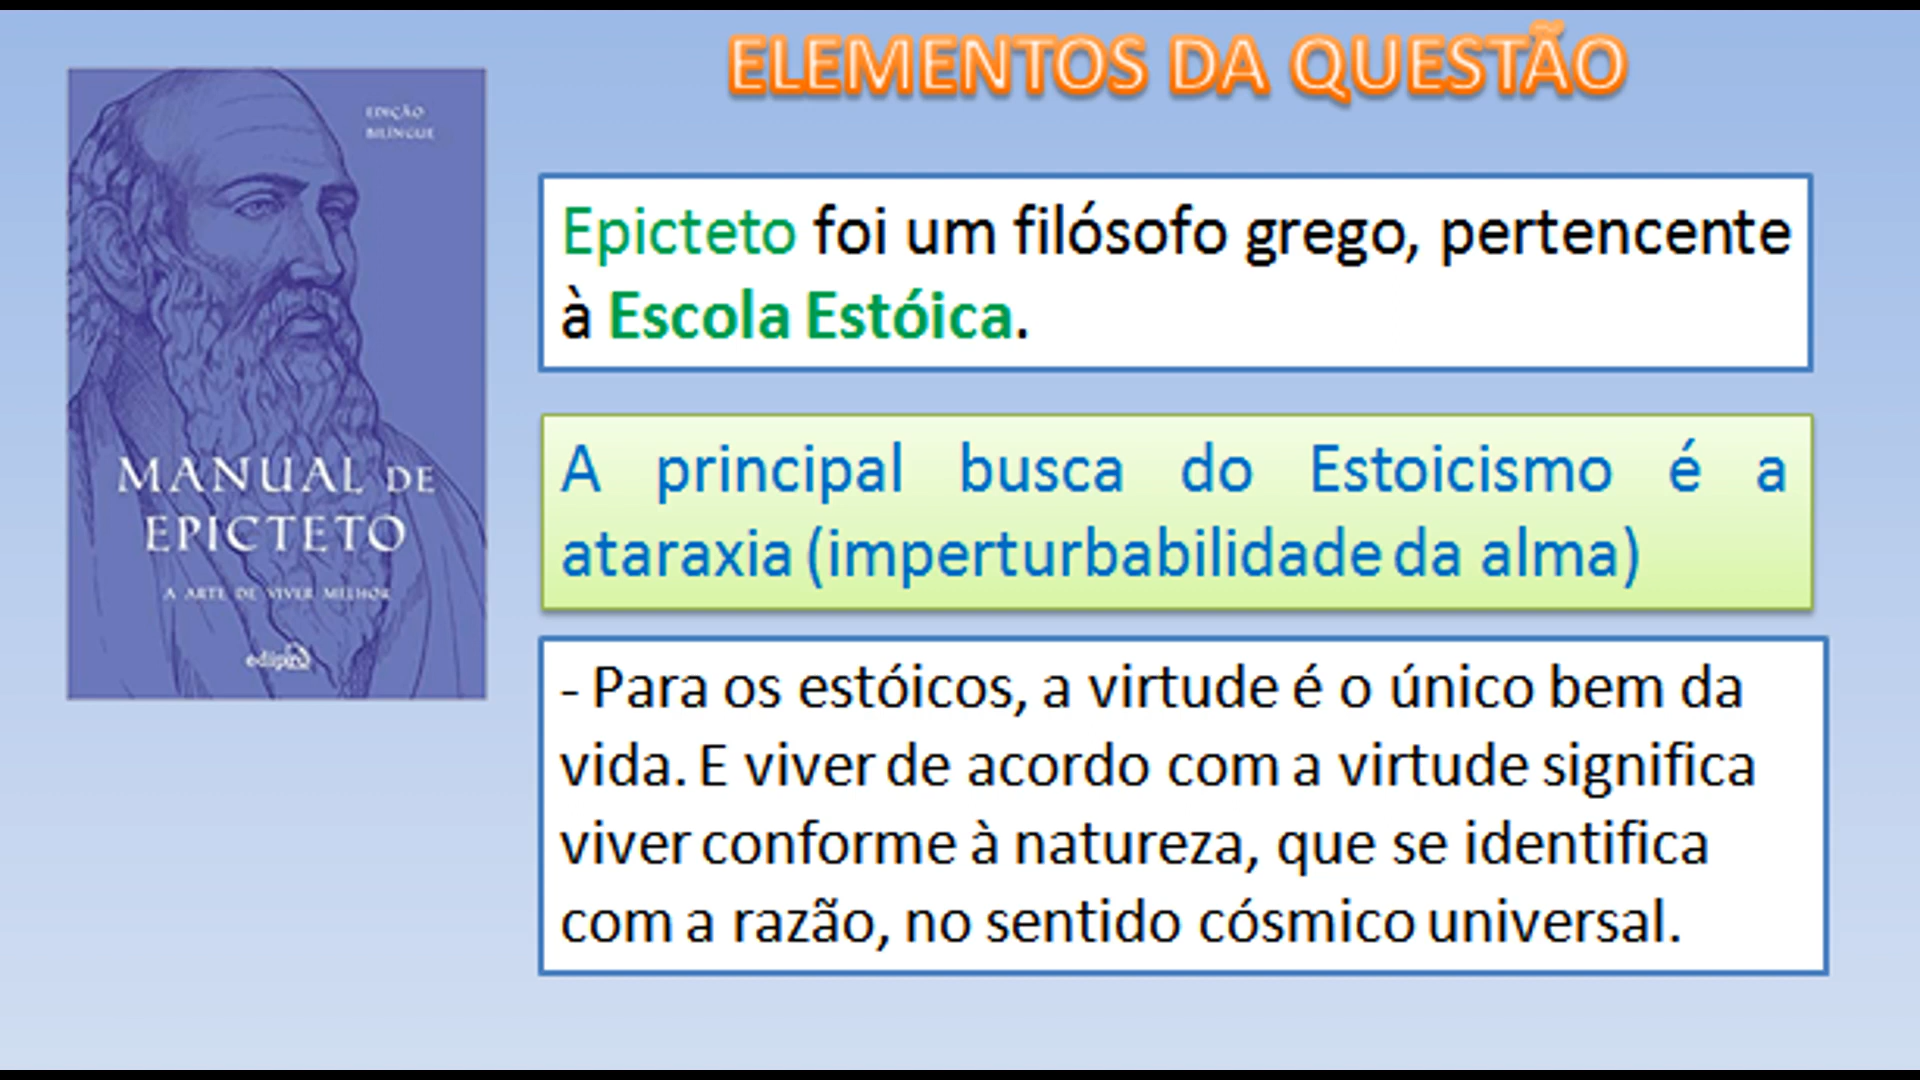 ELEMENTOS DA QUESTÃO
EDIÇÃO
BILÍNGUE
MANUAL DE
EPICTETO
A ARTE DE VIVER MELHOR
edipro
Epicteto foi um filósofo grego, pertencente
à Escola Estóica.
A principal busca do Estoicismo é a
ataraxia (imperturbabilidade da alma)
- Para os estóicos, a virtude é o único bem da
vida. E viver de acordo com a virtude significa
viver conforme à natureza, que se identifica
com a razão, no sentido cósmico universal.